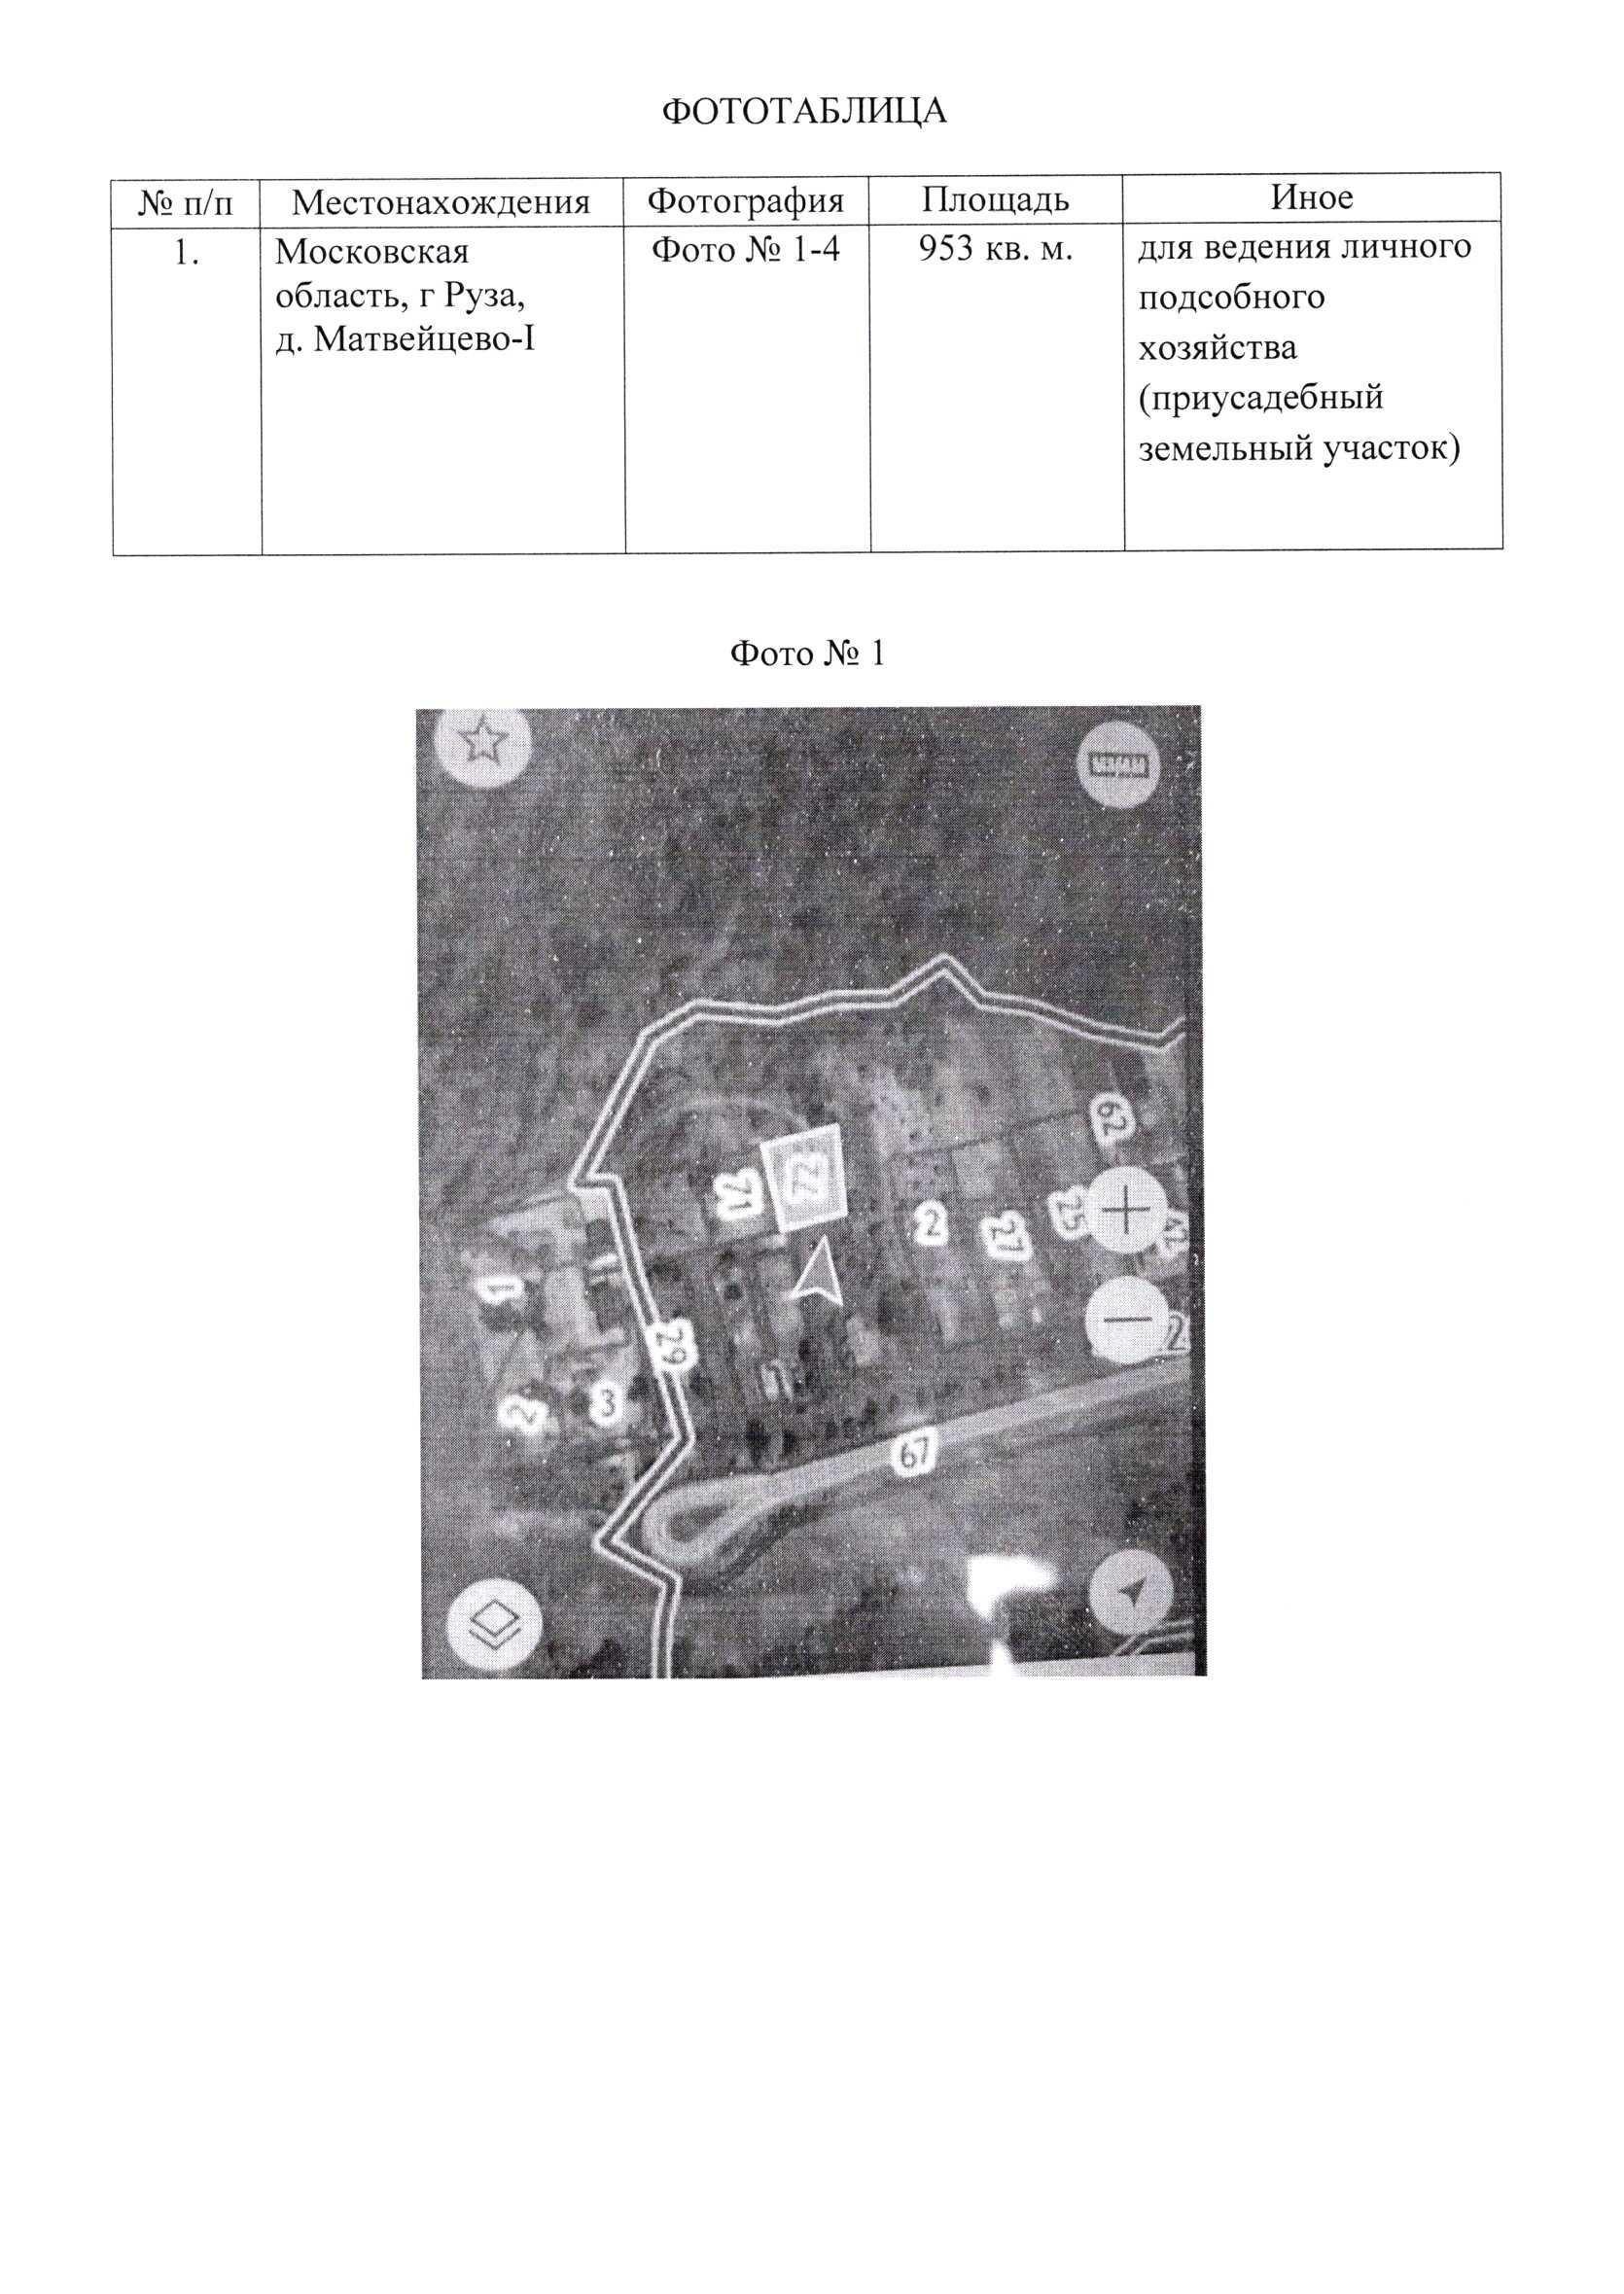 ФОТОТАБЛИЦА
№ п/п Местонахождения Фотография Площадь Иное
1. Московская область, г Руза, д. Матвейцево-I Фото № 1-4 953 кв. м. для ведения личного
подсобного
хозяйства
(приусадебный
земельный участок)
Фото № 1
62
71
72
2
27
25
1
29
2
3
67
2